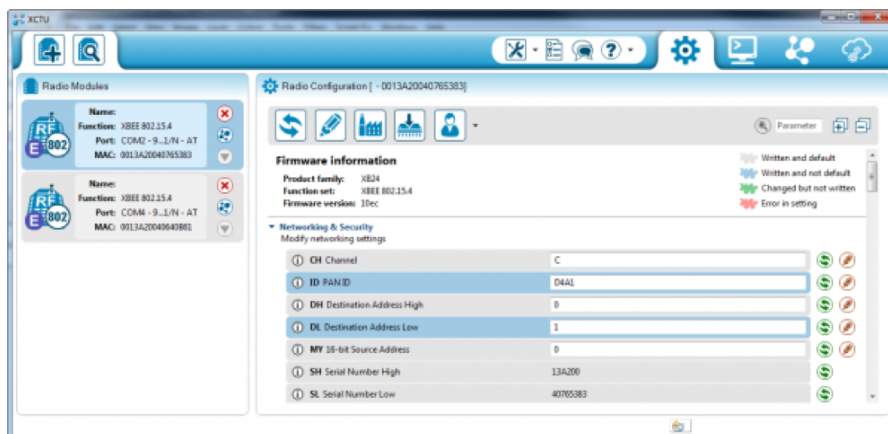 XCTU
Radio Modules
Name:
Function: XBEE 802.15.4
Port: COM2 - 9...1/N - AT
MAC: 0013A20040765383
RF
E 802
Name:
Function: XBEE 802.15.4
Port: COM4 - 9...1/N - AT
MAC: 0013A20040640B61
RF
E 802
Radio Configuration [ - 0013A20040765383]
Parameter
Firmware information
Product family: XB24
Function set: XBEE 802.15.4
Firmware version: 10ec
Written and default
Written and not default
Changed but not written
Error in setting
Networking & Security
Modify networking settings
CH Channel C
ID PAN ID D4A1
DH Destination Address High 0
DL Destination Address Low 1
MY 16-bit Source Address 0
SH Serial Number High 13A200
SL Serial Number Low 40765383